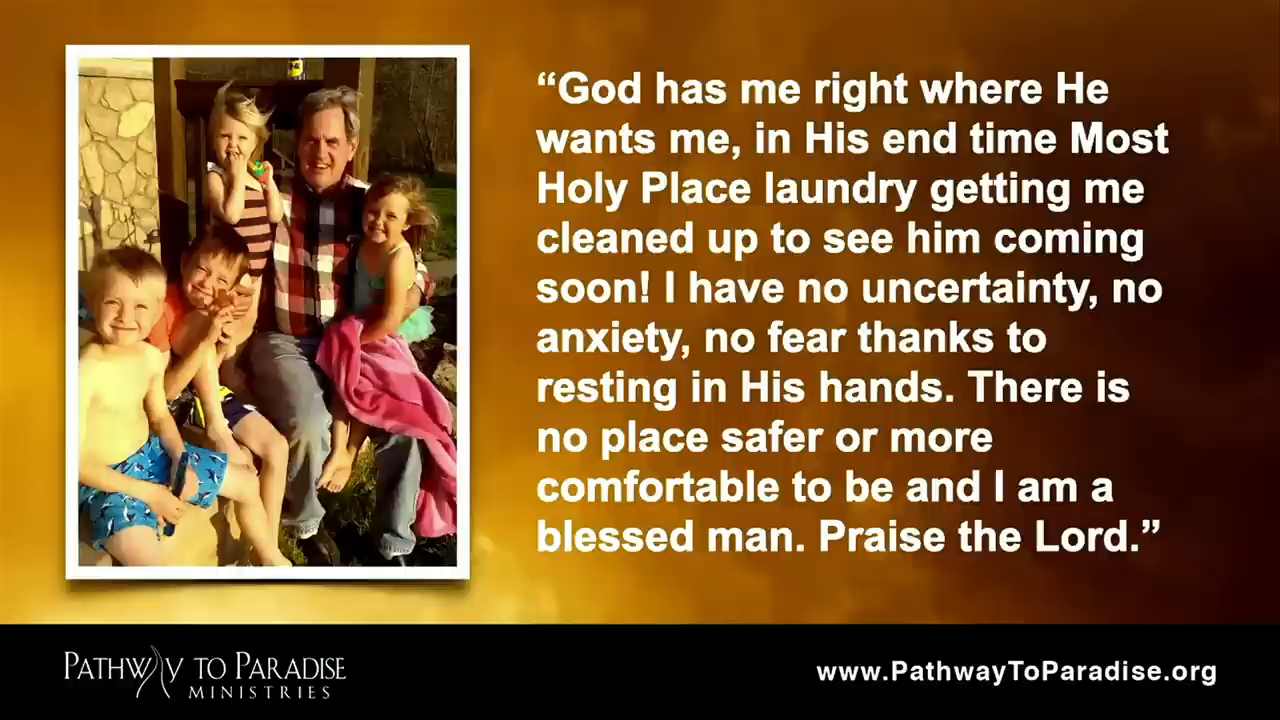 “God has me right where He
wants me, in His end time Most
Holy Place laundry getting me
cleaned up to see him coming
soon! I have no uncertainty, no
anxiety, no fear thanks to
resting in His hands. There is
no place safer or more
comfortable to be and I am a
blessed man. Praise the Lord.”
PATHWAY TO PARADISE
MINISTRIES
www.PathwayToParadise.org